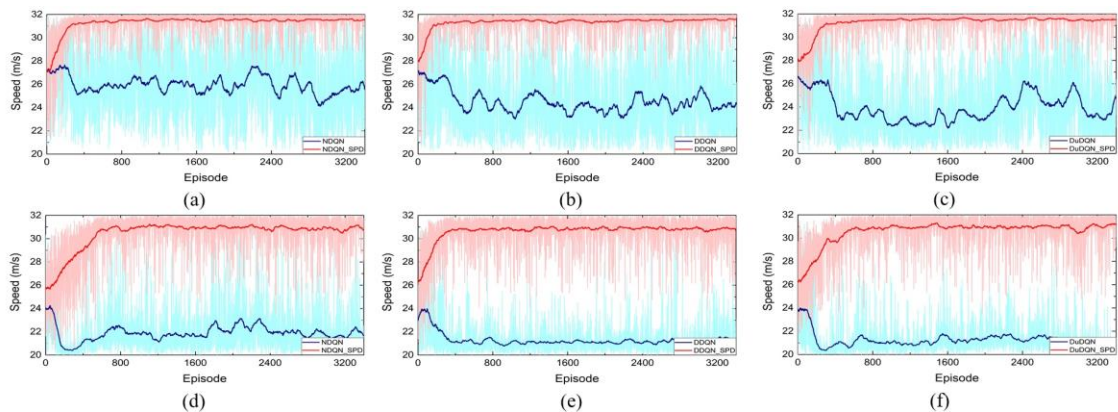 32
30
28
26
24
22
20
Speed (m/s)
NDQN
NDQN_SPD
0 800 1600 2400 3200
Episode
(a)
32
30
28
26
24
22
20
Speed (m/s)
DDQN
DDQN_SPD
0 800 1600 2400 3200
Episode
(b)
32
30
28
26
24
22
20
Speed (m/s)
DuDQN
DuDQN_SPD
0 800 1600 2400 3200
Episode
(c)
32
30
28
26
24
22
20
Speed (m/s)
NDQN
NDQN_SPD
0 800 1600 2400 3200
Episode
(d)
32
30
28
26
24
22
20
Speed (m/s)
DDQN
DDQN_SPD
0 800 1600 2400 3200
Episode
(e)
32
30
28
26
24
22
20
Speed (m/s)
DuDQN
DuDQN_SPD
0 800 1600 2400 3200
Episode
(f)